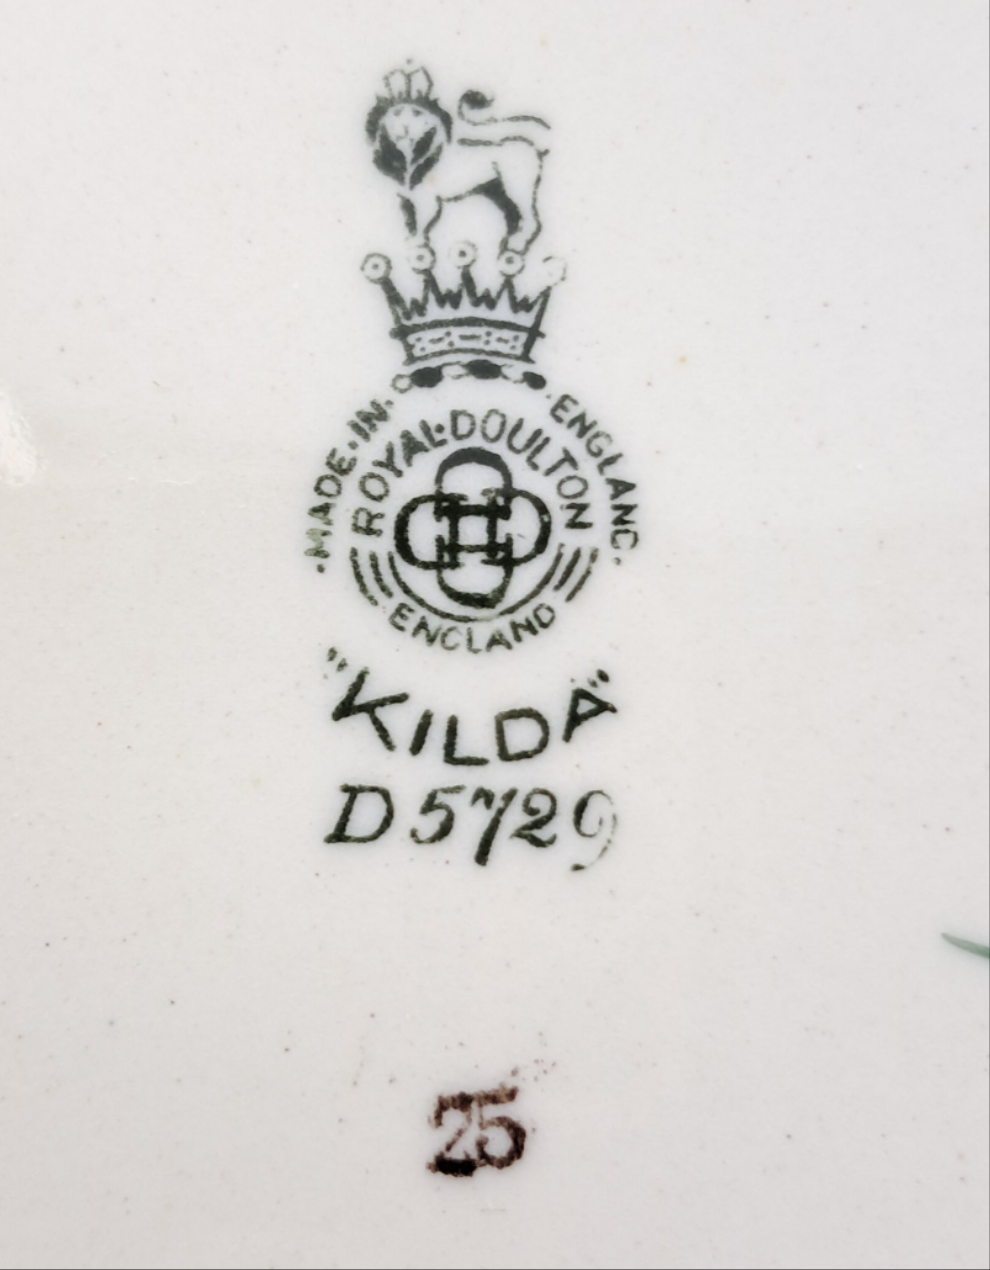 ·MADE·IN· ·ENGLAND·
ROYAL·DOULTON
ENGLAND
"KILDA"
D5729
25